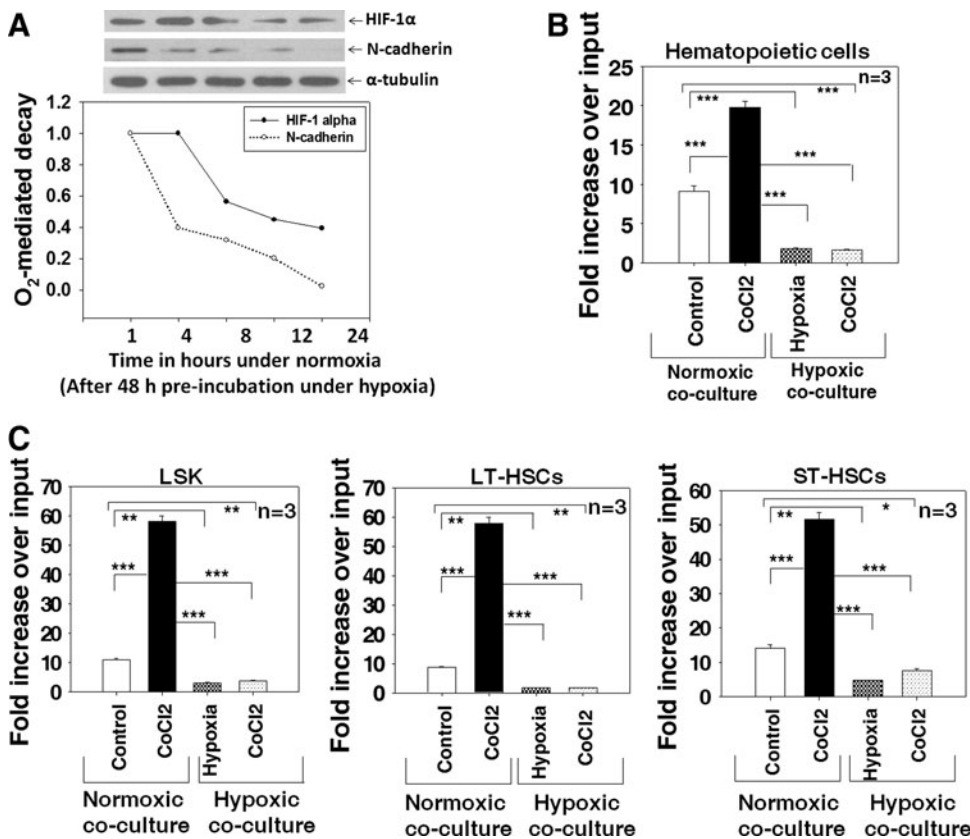 A
←HIF-1α
←N-cadherin
←α-tubulin
O2-mediated decay
1.2
1.0
0.8
0.6
0.4
0.2
0.0
HIF-1 alpha
N-cadherin
1 4 8 12 24
Time in hours under normoxia
(After 48 h pre-incubation under hypoxia)
B
Hematopoietic cells
n=3
Fold increase over input
25
20
15
10
5
0
*** ***
*** ***
***
Control CoCl2 Hypoxia CoCl2
Normoxic co-culture
Hypoxic co-culture
C
LSK
n=3
Fold increase over input
70
60
50
40
30
20
10
0
** **
*** ***
***
Control CoCl2 Hypoxia CoCl2
Normoxic co-culture
Hypoxic co-culture
LT-HSCs
n=3
Fold increase over input
70
60
50
40
30
20
10
0
** **
*** ***
***
Control CoCl2 Hypoxia CoCl2
Normoxic co-culture
Hypoxic co-culture
ST-HSCs
n=3
Fold increase over input
60
50
40
30
20
10
0
** *
*** ***
***
Control CoCl2 Hypoxia CoCl2
Normoxic co-culture
Hypoxic co-culture